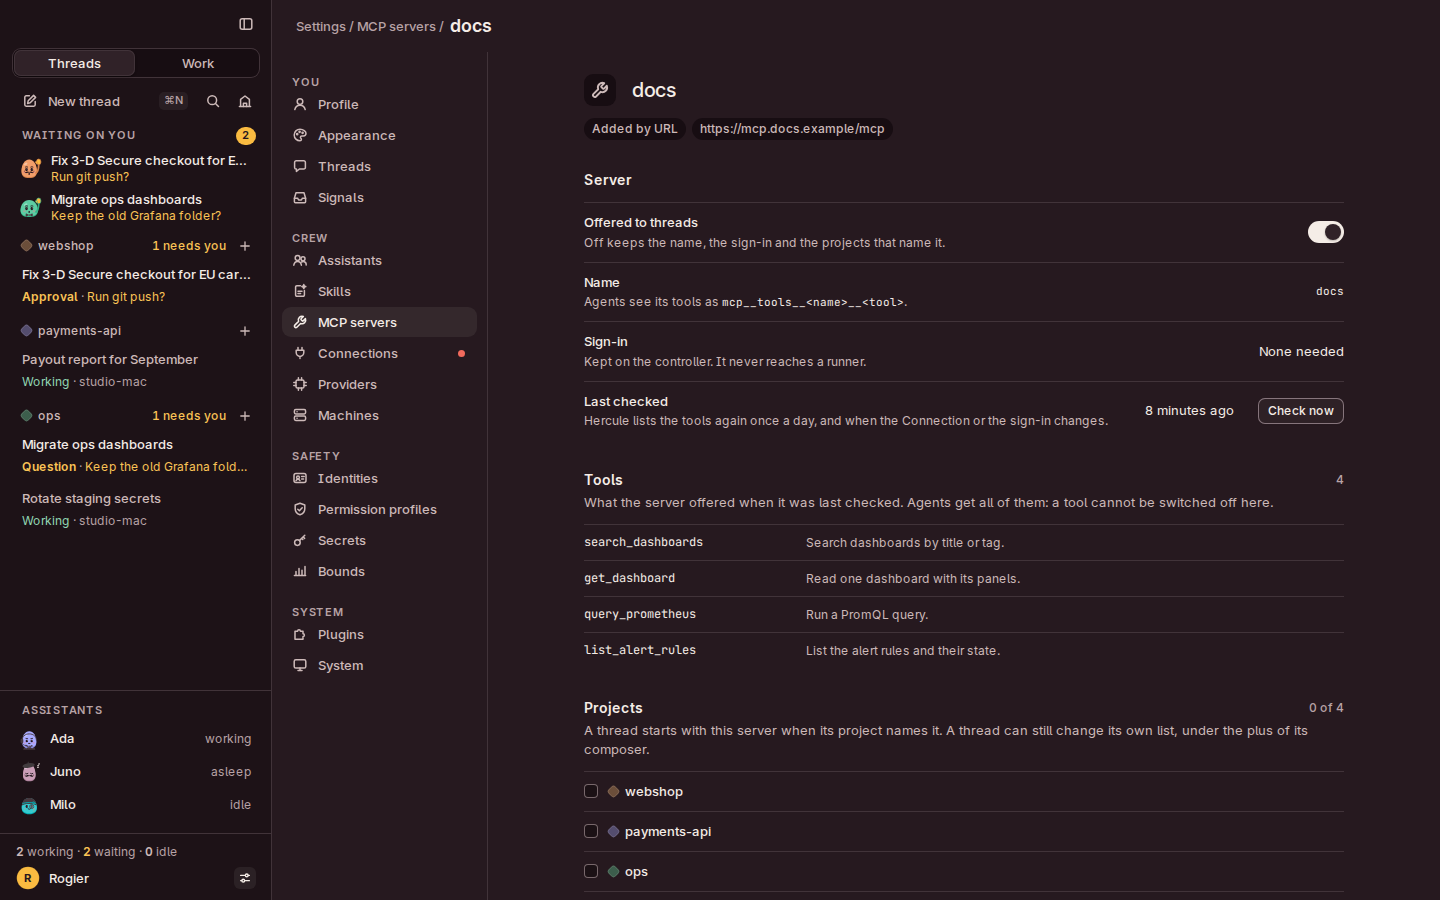 Threads
Work
New thread
⌘N
WAITING ON YOU
2
Fix 3-D Secure checkout for E...
Run git push?
Migrate ops dashboards
Keep the old Grafana folder?
webshop
1 needs you
Fix 3-D Secure checkout for EU car...
Approval · Run git push?
payments-api
Payout report for September
Working · studio-mac
ops
1 needs you
Migrate ops dashboards
Question · Keep the old Grafana fold...
Rotate staging secrets
Working · studio-mac
ASSISTANTS
Ada
working
Juno
asleep
Milo
idle
2 working · 2 waiting · 0 idle
R
Rogier
Settings / MCP servers / docs
YOU
Profile
Appearance
Threads
Signals
CREW
Assistants
Skills
MCP servers
Connections
Providers
Machines
SAFETY
Identities
Permission profiles
Secrets
Bounds
SYSTEM
Plugins
System
docs
Added by URL
https://mcp.docs.example/mcp
Server
Offered to threads
Off keeps the name, the sign-in and the projects that name it.
Name
Agents see its tools as mcp__tools__<name>__<tool>.
docs
Sign-in
Kept on the controller. It never reaches a runner.
None needed
Last checked
Hercule lists the tools again once a day, and when the Connection or the sign-in changes.
8 minutes ago
Check now
Tools
4
What the server offered when it was last checked. Agents get all of them: a tool cannot be switched off here.
search_dashboards
Search dashboards by title or tag.
get_dashboard
Read one dashboard with its panels.
query_prometheus
Run a PromQL query.
list_alert_rules
List the alert rules and their state.
Projects
0 of 4
A thread starts with this server when its project names it. A thread can still change its own list, under the plus of its
composer.
webshop
payments-api
ops